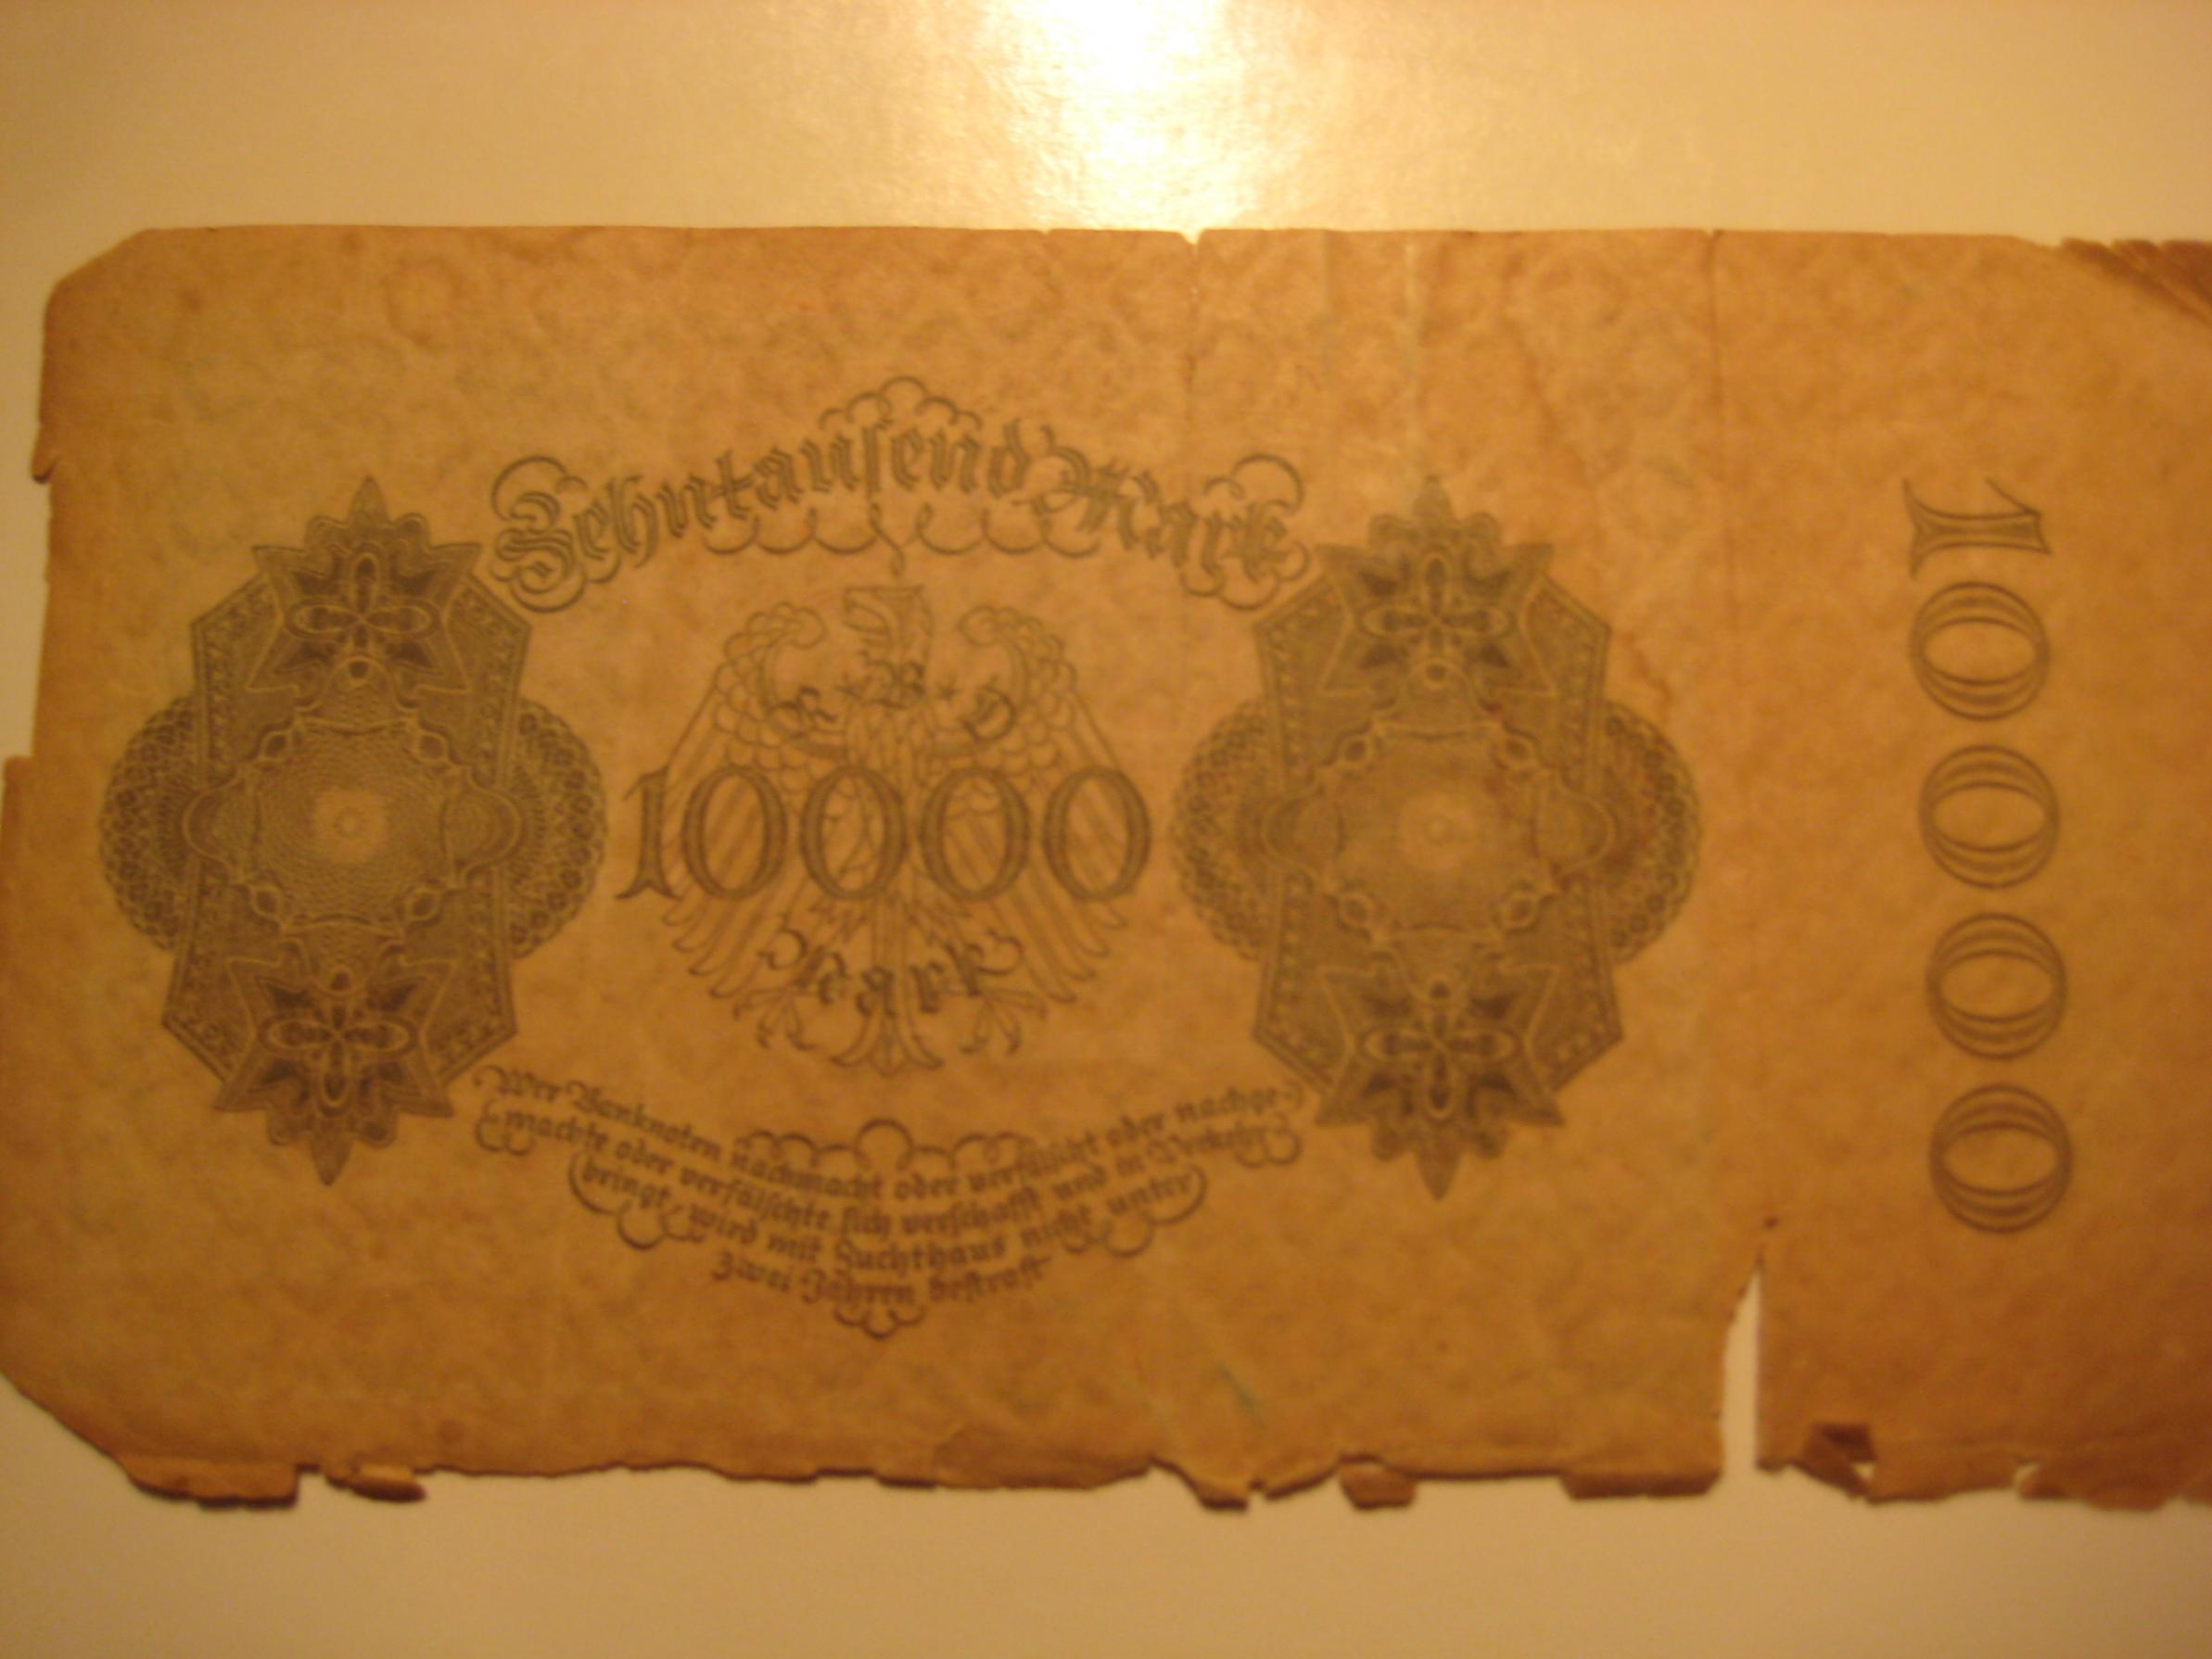 Zehntausend Mark
R★B★D
10000
Mark
Wer Banknoten nachmacht oder verfälscht oder nachge-
machte oder verfälschte sich verschafft und in Verkehr
bringt, wird mit Zuchthaus nicht unter
zwei Jahren bestraft
10000